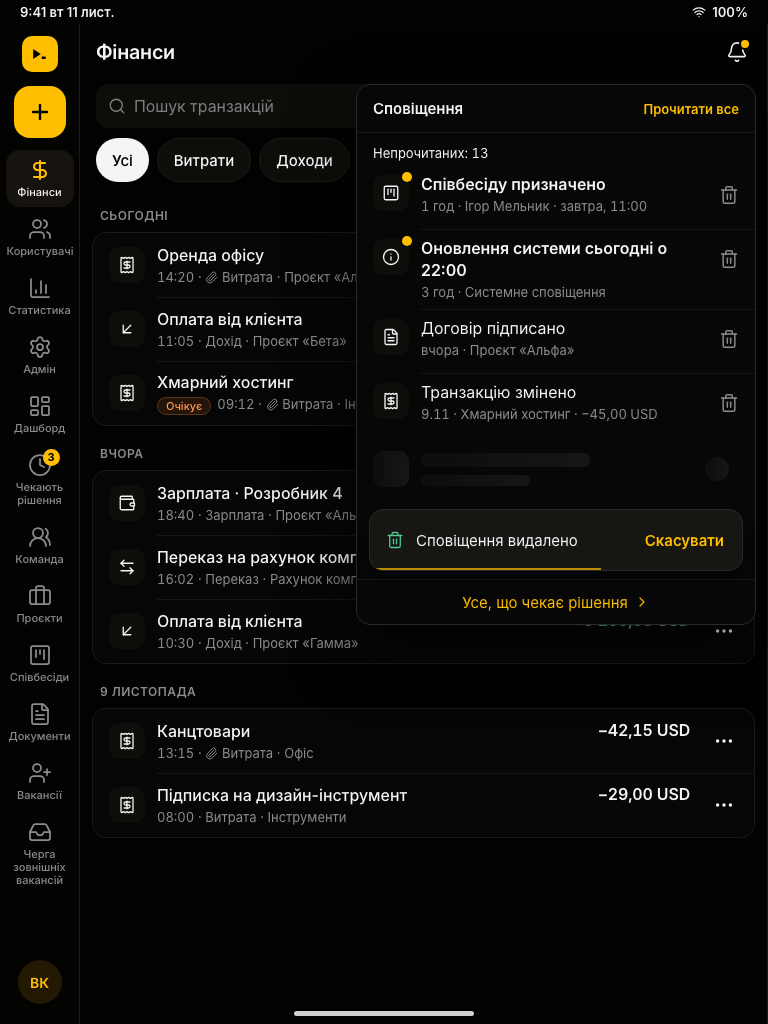 9:41 вт 11 лист.
100%
Фінанси
Пошук транзакцій
Усі
Витрати
Доходи
Фінанси
Користувачі
Статистика
Адмін
Дашборд
3
Чекають
рішення
Команда
Проєкти
Співбесіди
Документи
Вакансії
Черга
зовнішніх
вакансій
ВК
СЬОГОДНІ
Оренда офісу
14:20 · Витрата · Проєкт «Ал
Оплата від клієнта
11:05 · Дохід · Проєкт «Бета»
Хмарний хостинг
Очікує 09:12 · Витрата · Ін
ВЧОРА
Зарплата · Розробник 4
18:40 · Зарплата · Проєкт «Аль
Переказ на рахунок комп
16:02 · Переказ · Рахунок комп
Оплата від клієнта
10:30 · Дохід · Проєкт «Гамма»
9 ЛИСТОПАДА
Канцтовари
−42,15 USD
13:15 · Витрата · Офіс
Підписка на дизайн-інструмент
−29,00 USD
08:00 · Витрата · Інструменти
Сповіщення
Прочитати все
Непрочитаних: 13
Співбесіду призначено
1 год · Ігор Мельник · завтра, 11:00
Оновлення системи сьогодні о
22:00
3 год · Системне сповіщення
Договір підписано
вчора · Проєкт «Альфа»
Транзакцію змінено
9.11 · Хмарний хостинг · −45,00 USD
Сповіщення видалено
Скасувати
Усе, що чекає рішення